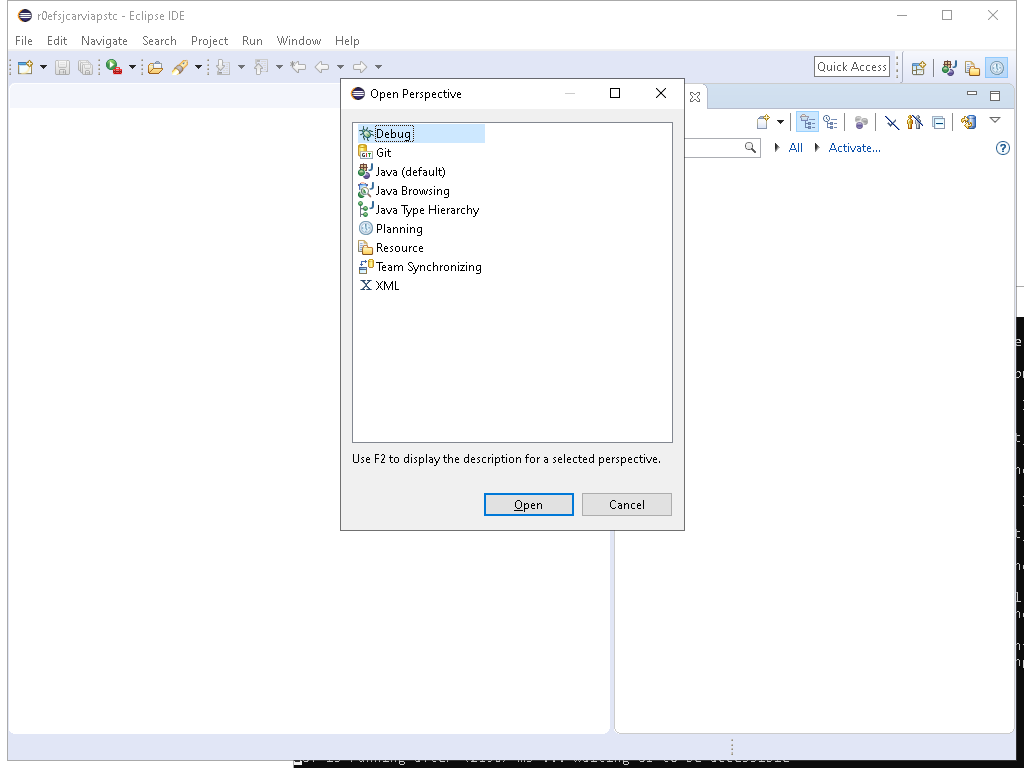 r0efsjcarviapstc - Eclipse IDE
File Edit Navigate Search Project Run Window Help
Quick Access
Open Perspective
Debug
Git
Java (default)
Java Browsing
Java Type Hierarchy
Planning
Resource
Team Synchronizing
XML
Use F2 to display the description for a selected perspective.
Open Cancel
All Activate...